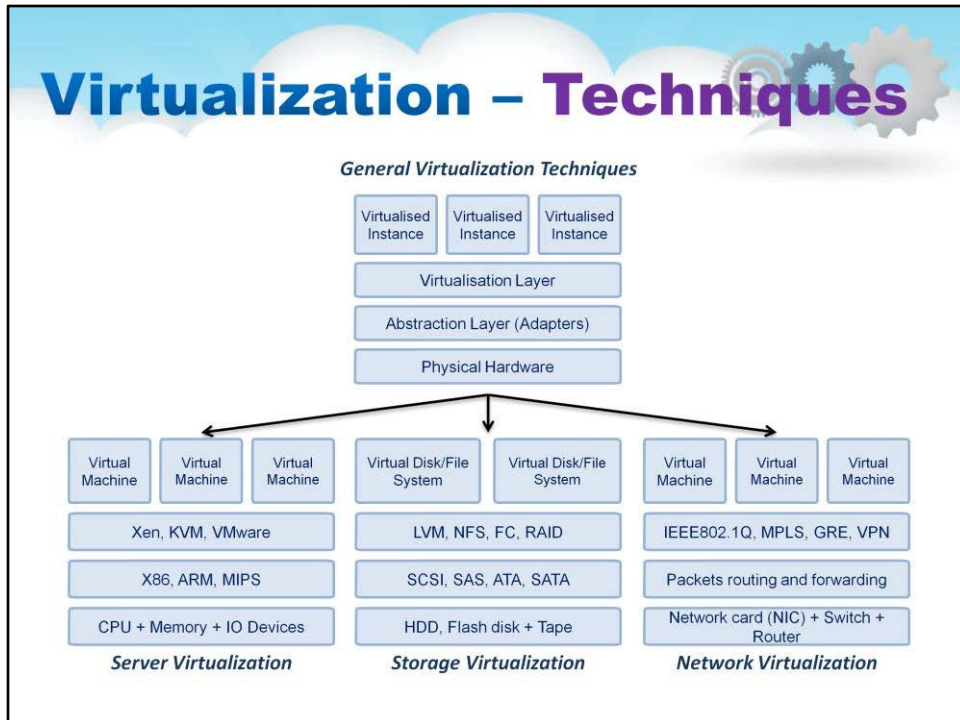 Virtualization – Techniques
General Virtualization Techniques
Virtualised Instance
Virtualised Instance
Virtualised Instance
Virtualisation Layer
Abstraction Layer (Adapters)
Physical Hardware
Virtual Machine
Virtual Machine
Virtual Machine
Xen, KVM, VMware
X86, ARM, MIPS
CPU + Memory + IO Devices
Server Virtualization
Virtual Disk/File System
Virtual Disk/File System
LVM, NFS, FC, RAID
SCSI, SAS, ATA, SATA
HDD, Flash disk + Tape
Storage Virtualization
Virtual Machine
Virtual Machine
Virtual Machine
IEEE802.1Q, MPLS, GRE, VPN
Packets routing and forwarding
Network card (NIC) + Switch + Router
Network Virtualization